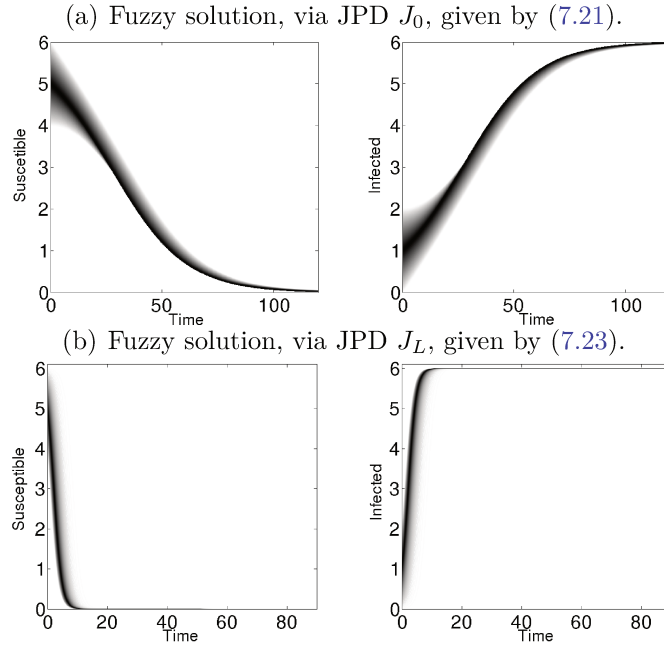 (a) Fuzzy solution, via JPD J₀, given by (7.21).
6 5 4 3 2 1 0
Suscetible
0 50 100
Time
6 5 4 3 2 1 0
Infected
0 50 100
Time
(b) Fuzzy solution, via JPD J_L, given by (7.23).
6 5 4 3 2 1 0
Susceptible
0 20 40 60 80
Time
6 5 4 3 2 1 0
Infected
0 20 40 60 80
Time